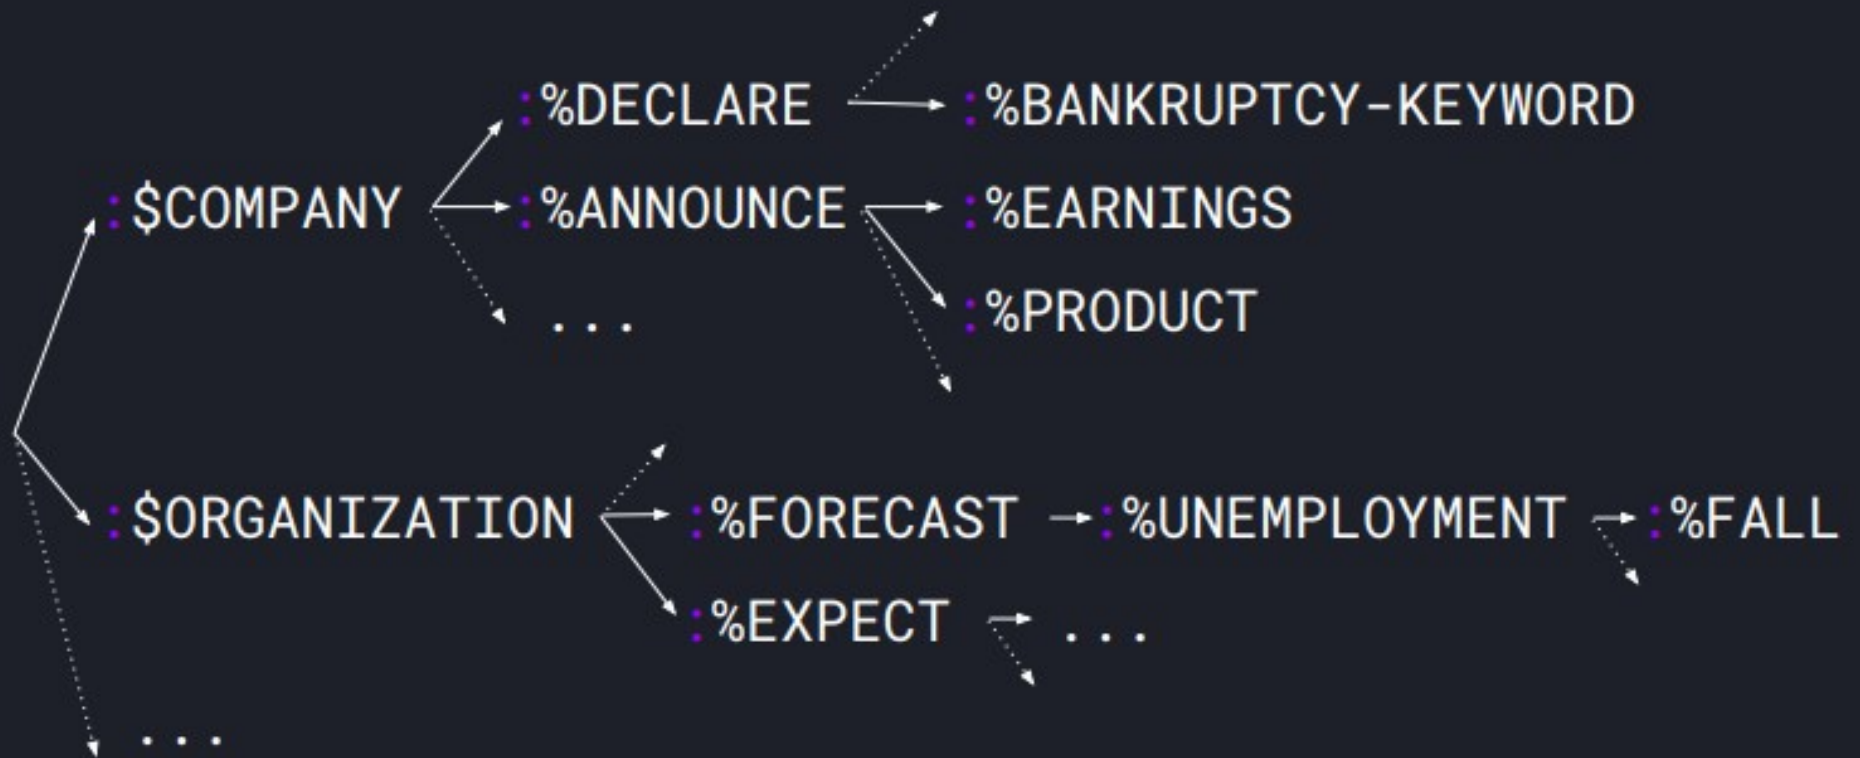 :%DECLARE :%BANKRUPTCY-KEYWORD
:$COMPANY :%ANNOUNCE :%EARNINGS
... :%PRODUCT
:$ORGANIZATION :%FORECAST :%UNEMPLOYMENT :%FALL
:%EXPECT ...
...